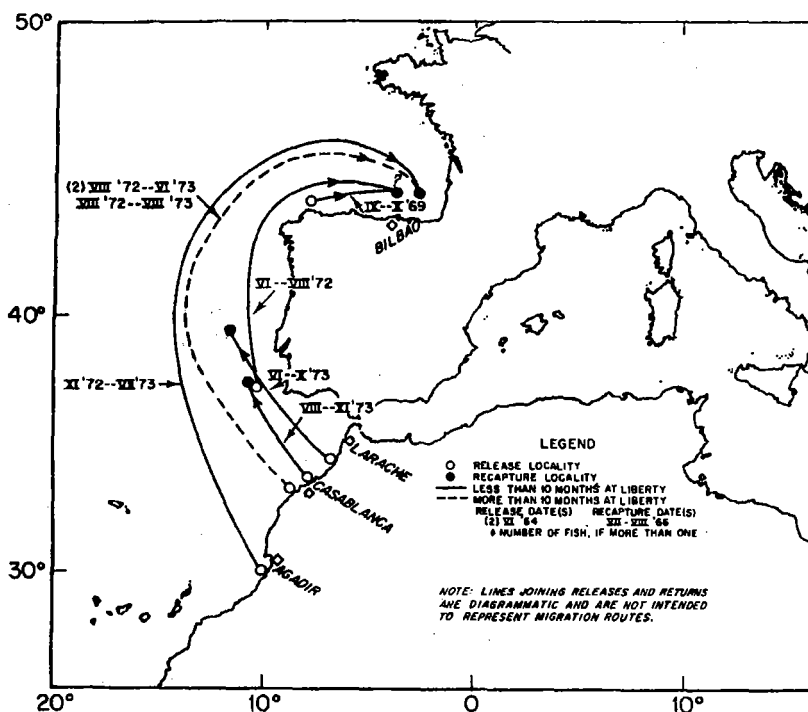 50°
(2) VIII '72--VI '73
VIII '72--VIII '73
IX--X '69
BILBAO
VI--VIII '72
40°
XI '72--VII '73
VI--X '73
VIII--XI '73
LARACHE
CASABLANCA
AGADIR
30°
LEGEND
RELEASE LOCALITY
RECAPTURE LOCALITY
LESS THAN 10 MONTHS AT LIBERTY
MORE THAN 10 MONTHS AT LIBERTY
RELEASE DATE(S) RECAPTURE DATE(S)
(2) VI '64 VII - VIII '66
NUMBER OF FISH, IF MORE THAN ONE
NOTE: LINES JOINING RELEASES AND RETURNS
ARE DIAGRAMMATIC AND ARE NOT INTENDED
TO REPRESENT MIGRATION ROUTES.
20° 10° 0 10°